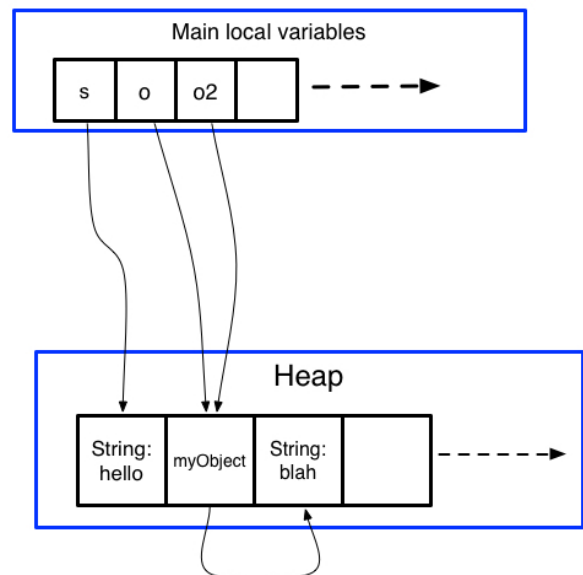 Main local variables
s
o
o2
Heap
String:
hello
myObject
String:
blah